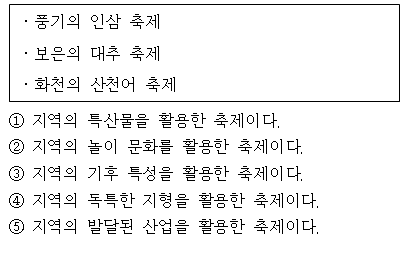 · 풍기의 인삼 축제
· 보은의 대추 축제
· 화천의 산천어 축제
① 지역의 특산물을 활용한 축제이다.
② 지역의 놀이 문화를 활용한 축제이다.
③ 지역의 기후 특성을 활용한 축제이다.
④ 지역의 독특한 지형을 활용한 축제이다.
⑤ 지역의 발달된 산업을 활용한 축제이다.